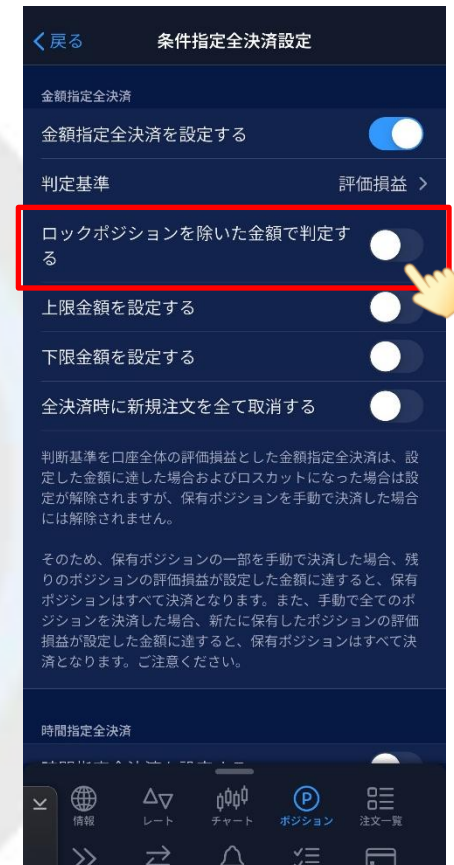 戻る 条件指定全決済設定
金額指定全決済
金額指定全決済を設定する
判定基準 評価損益
ロックポジションを除いた金額で判定す
る
上限金額を設定する
下限金額を設定する
全決済時に新規注文を全て取消する
判断基準を口座全体の評価損益とした金額指定全決済は、設
定した金額に達した場合およびロスカットになった場合は設
定が解除されますが、保有ポジションを手動で決済した場合
には解除されません。
そのため、保有ポジションの一部を手動で決済した場合、残
りのポジションの評価損益が設定した金額に達すると、保有
ポジションはすべて決済となります。また、手動で全てのポ
ジションを決済した場合、新たに保有したポジションの評価
損益が設定した金額に達すると、保有ポジションはすべて決
済となります。ご注意ください。
時間指定全決済
情報 レート チャート ポジション 注文一覧